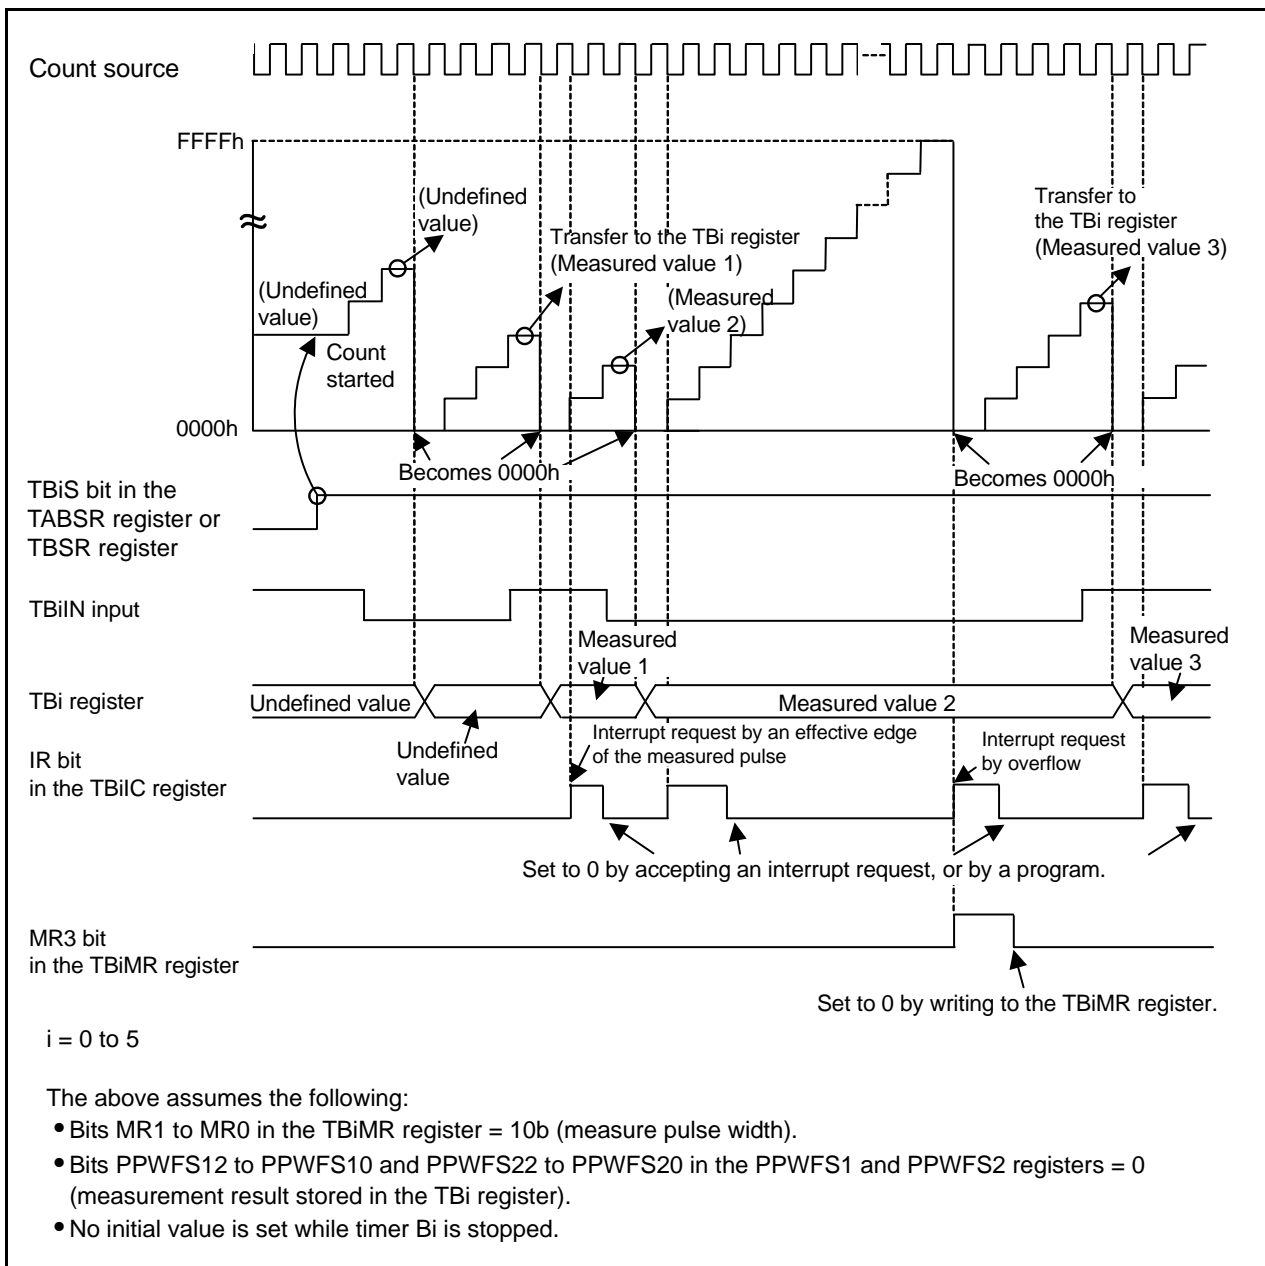 Count source
FFFFh
(Undefined
value)
Transfer to the TBi register
(Measured value 1)
Transfer to
the TBi register
(Measured value 3)
(Undefined
value)
(Measured
value 2)
Count
started
0000h
Becomes 0000h
Becomes 0000h
TBiS bit in the
TABSR register or
TBSR register
TBiIN input
Measured
value 1
Measured
value 3
TBi register
Undefined value
Measured value 2
Undefined
value
Interrupt request by an effective edge
of the measured pulse
Interrupt request
by overflow
IR bit
in the TBiIC register
Set to 0 by accepting an interrupt request, or by a program.
MR3 bit
in the TBiMR register
Set to 0 by writing to the TBiMR register.
i = 0 to 5
The above assumes the following:
• Bits MR1 to MR0 in the TBiMR register = 10b (measure pulse width).
• Bits PPWFS12 to PPWFS10 and PPWFS22 to PPWFS20 in the PPWFS1 and PPWFS2 registers = 0
(measurement result stored in the TBi register).
• No initial value is set while timer Bi is stopped.